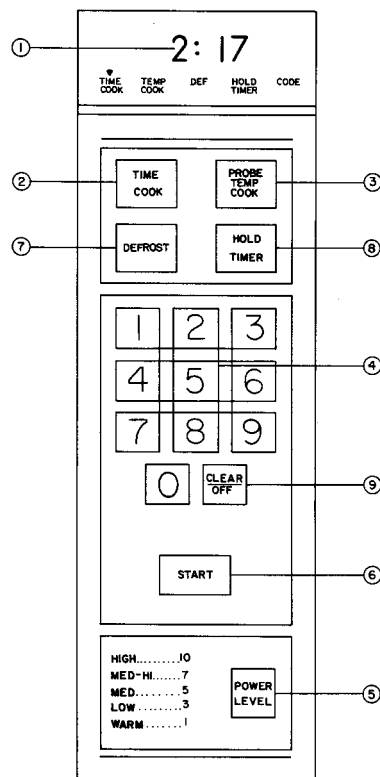 ① 2:17
▼
TIME COOK TEMP COOK DEF HOLD TIMER CODE
② TIME COOK PROBE TEMP COOK ③
⑦ DEFROST HOLD TIMER ⑧
1 2 3
4 5 6 ④
7 8 9
0 CLEAR/OFF ⑨
START ⑥
HIGH.........10
MED-HI......7
MED.........5
LOW.........3
WARM.......1
POWER LEVEL ⑤